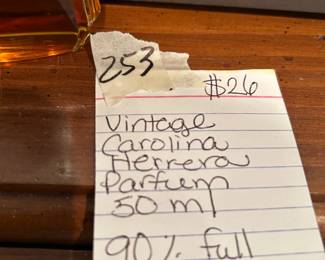 253
$26
Vintage
Carolina
Herrera
Parfum
50 ml
90% full